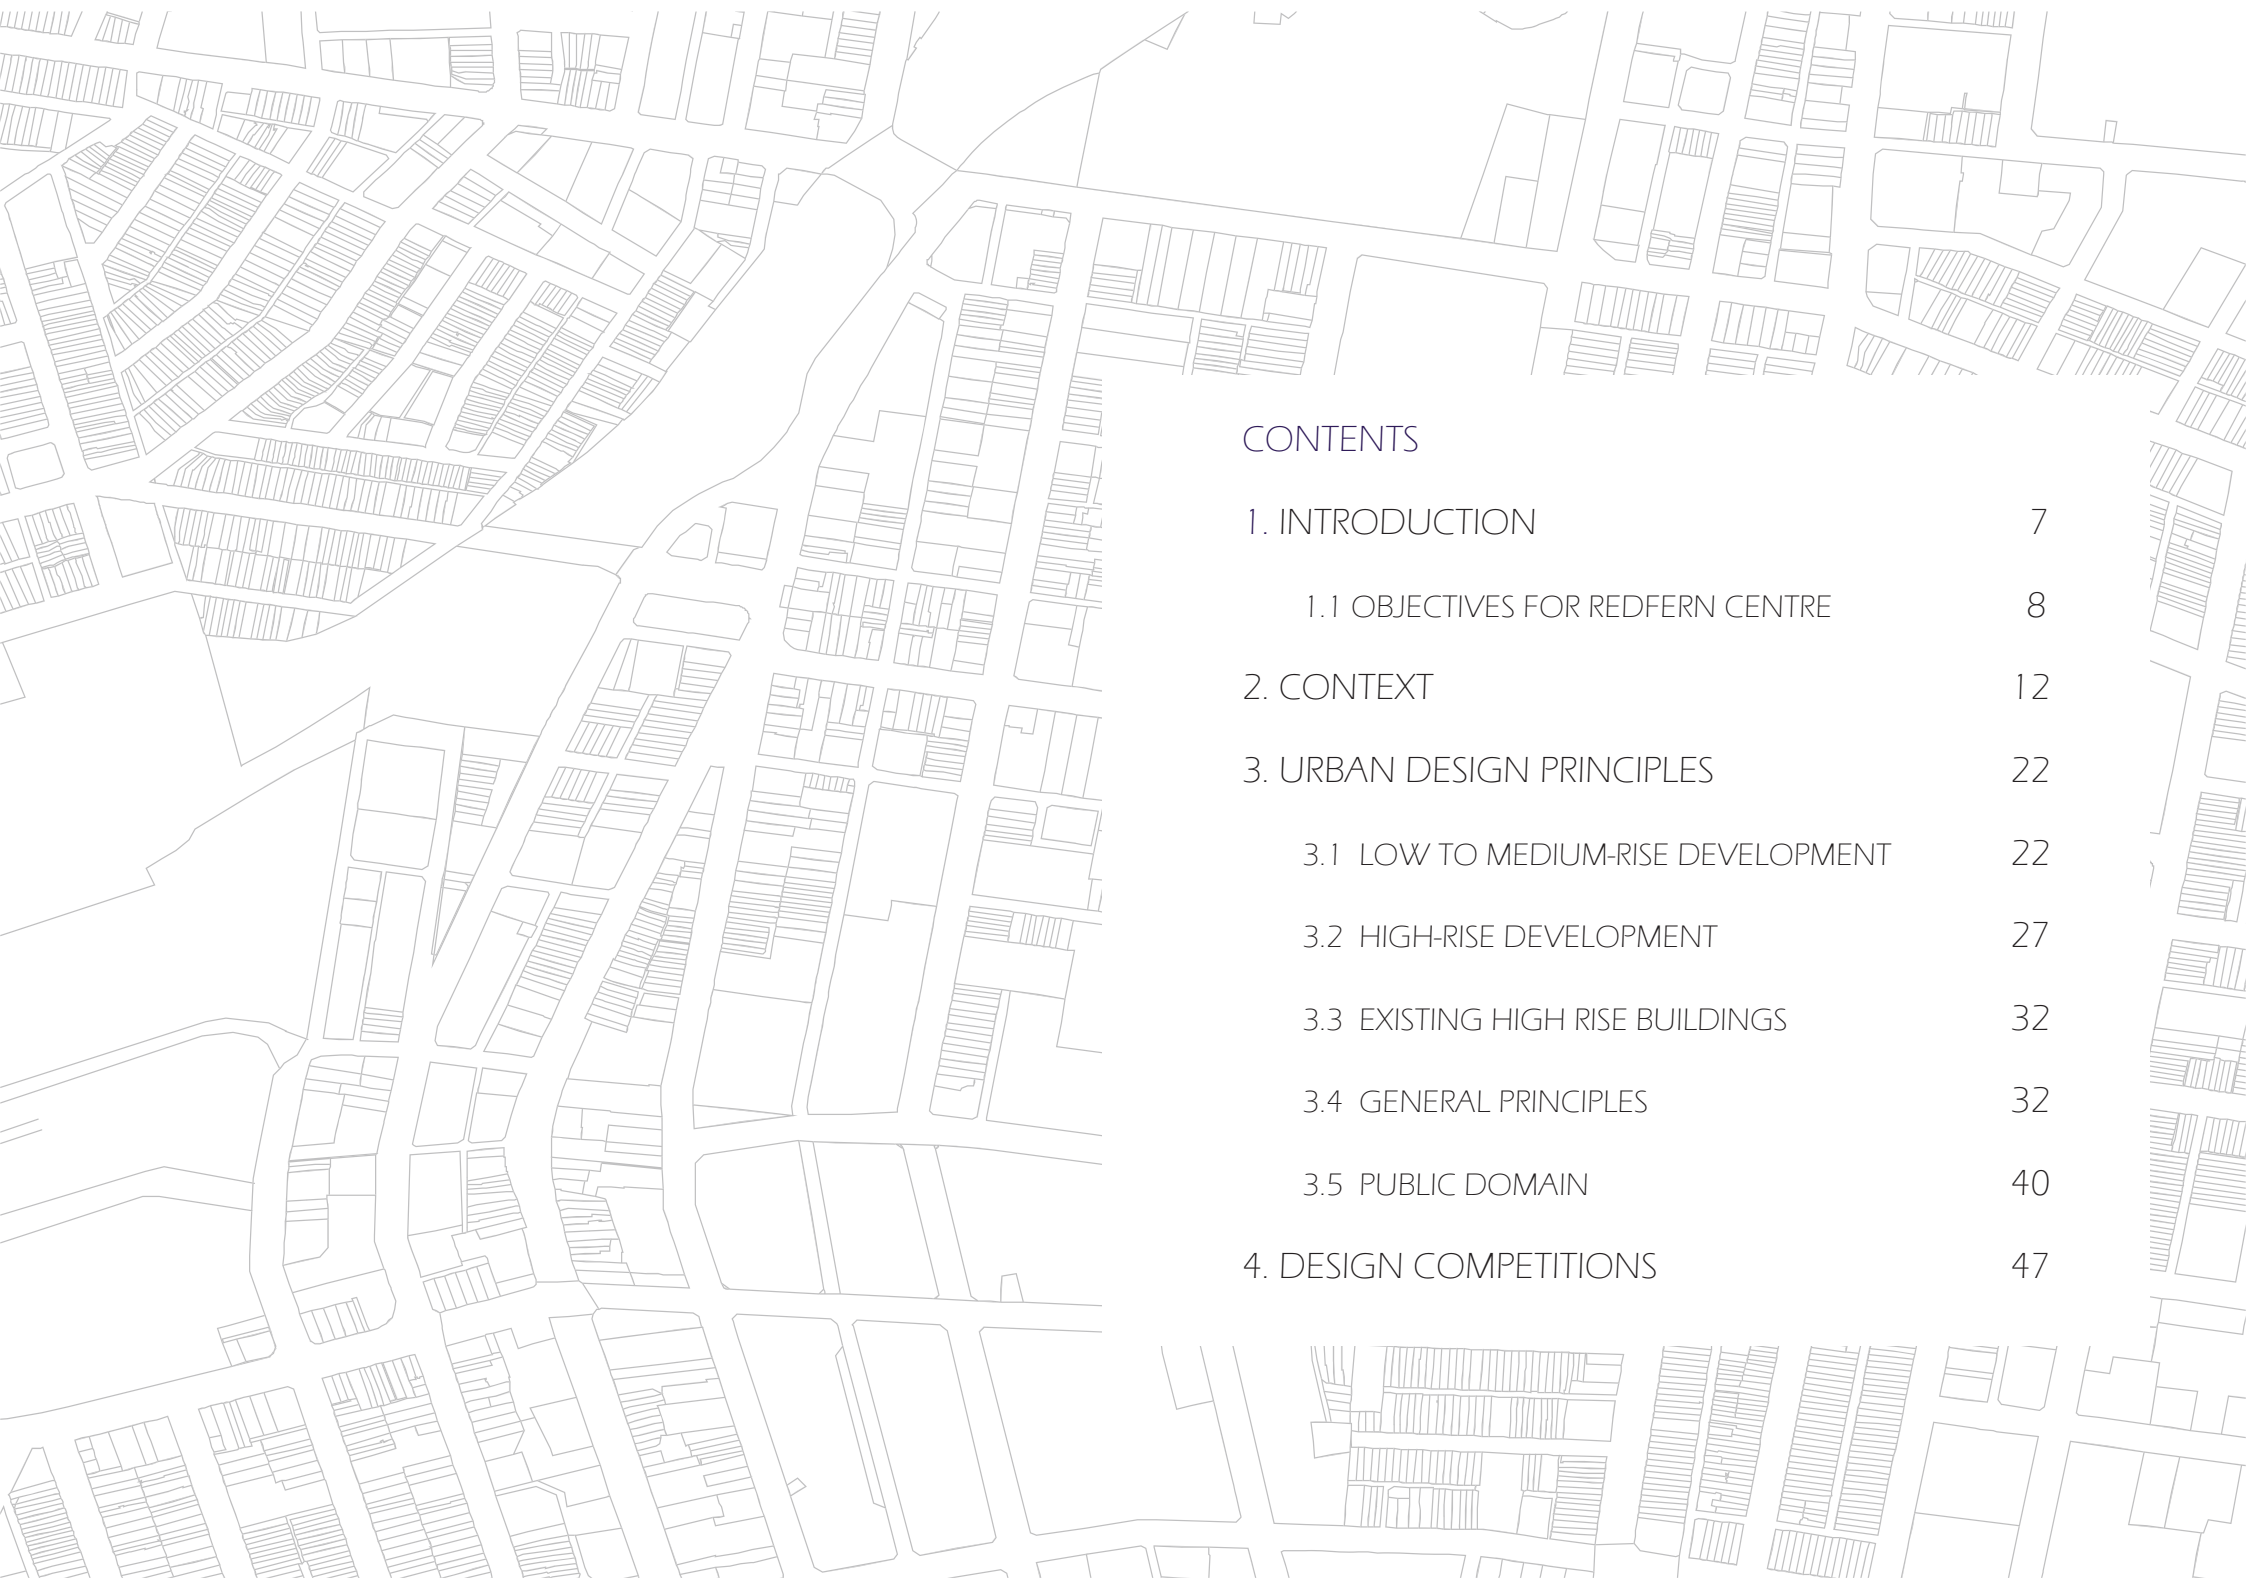 CONTENTS
1. INTRODUCTION 7
1.1 OBJECTIVES FOR REDFERN CENTRE 8
2. CONTEXT 12
3. URBAN DESIGN PRINCIPLES 22
3.1 LOW TO MEDIUM-RISE DEVELOPMENT 22
3.2 HIGH-RISE DEVELOPMENT 27
3.3 EXISTING HIGH RISE BUILDINGS 32
3.4 GENERAL PRINCIPLES 32
3.5 PUBLIC DOMAIN 40
4. DESIGN COMPETITIONS 47